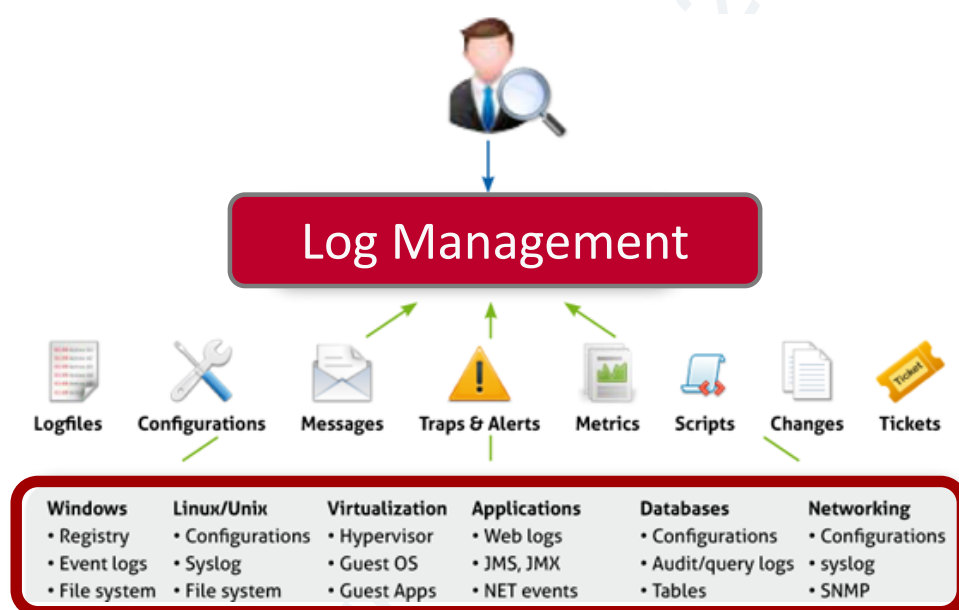 Log Management
Ticket
Logfiles Configurations Messages Traps & Alerts Metrics Scripts Changes Tickets
Windows Linux/Unix Virtualization Applications Databases Networking
• Registry • Configurations • Hypervisor • Web logs • Configurations • Configurations
• Event logs • Syslog • Guest OS • JMS, JMX • Audit/query logs • syslog
• File system • File system • Guest Apps • NET events • Tables • SNMP